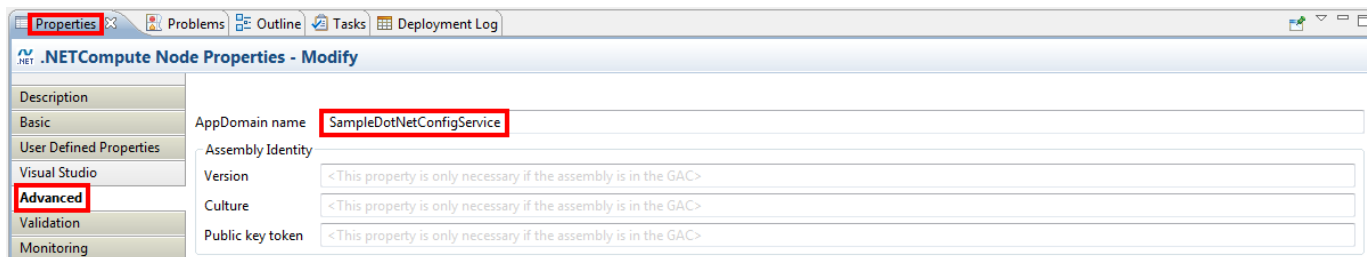 Properties Problems Outline Tasks Deployment Log
.NET .NETCompute Node Properties - Modify
Description
Basic
AppDomain name SampleDotNetConfigService
User Defined Properties
Assembly Identity
Visual Studio
Version <This property is only necessary if the assembly is in the GAC>
Advanced
Culture <This property is only necessary if the assembly is in the GAC>
Validation
Public key token <This property is only necessary if the assembly is in the GAC>
Monitoring